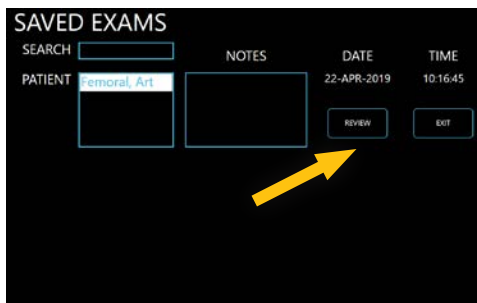 SAVED EXAMS
SEARCH
NOTES
DATE
TIME
PATIENT
Femoral, Art
22-APR-2019
10:16:45
REVIEW
EXIT